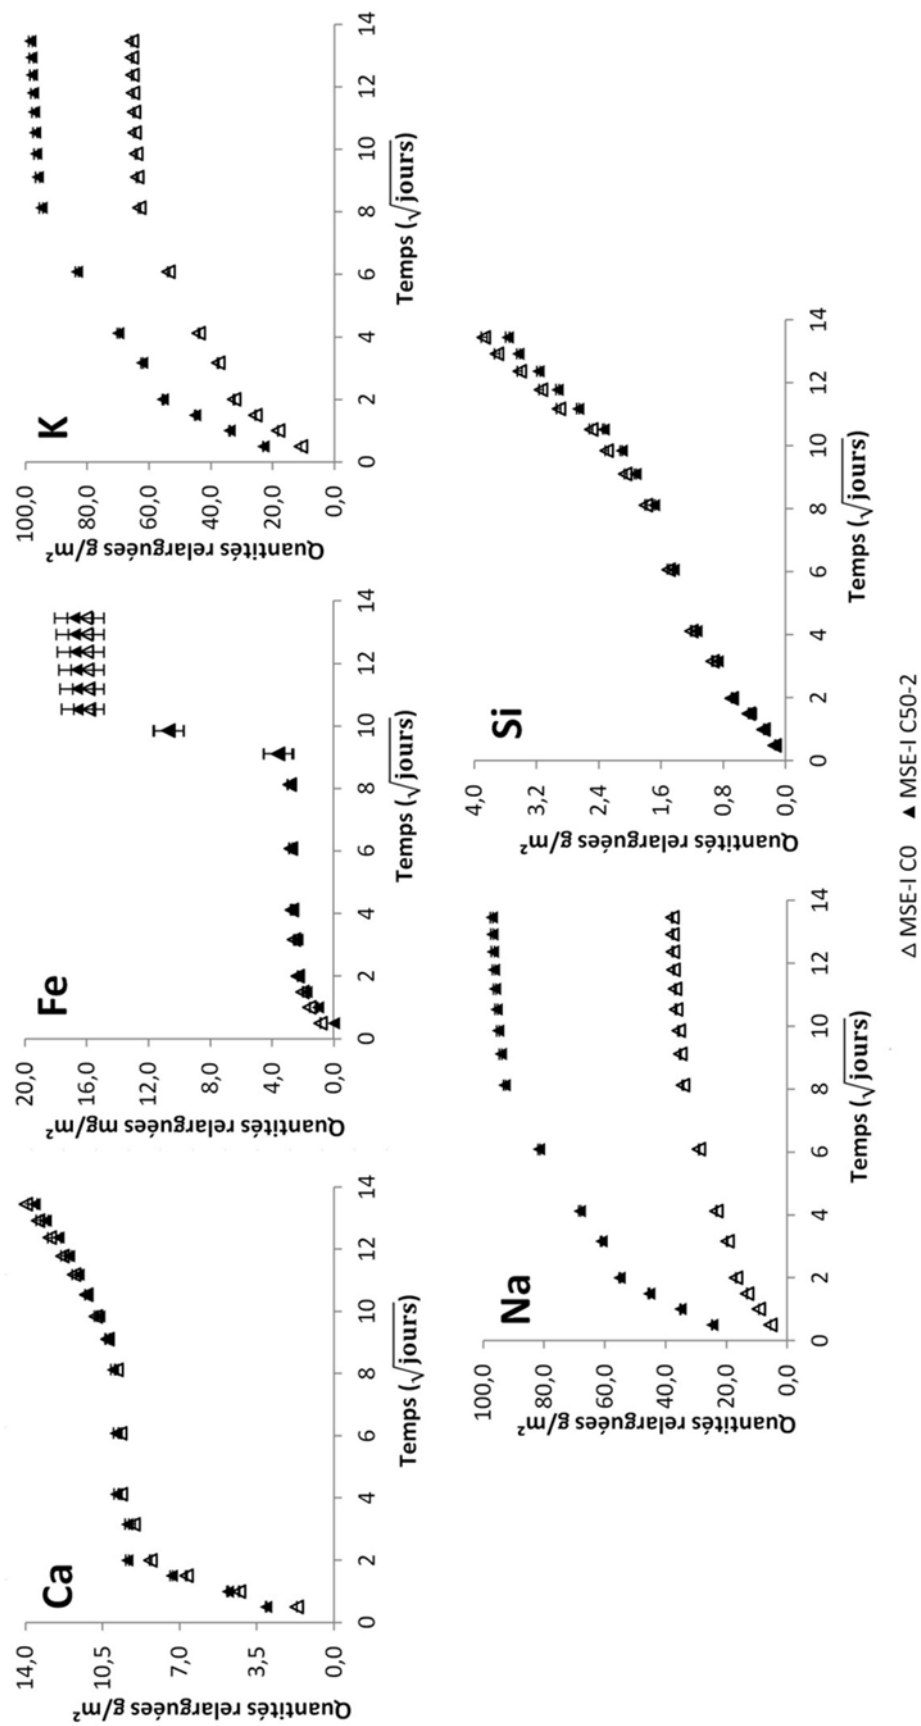 Ca
Quantités relarguées g/m²
14,0
10,5
7,0
3,5
0,0
0 2 4 6 8 10 12 14
Temps (√jours)
Fe
Quantités relarguées mg/m²
20,0
16,0
12,0
8,0
4,0
0,0
0 2 4 6 8 10 12 14
Temps (√jours)
K
Quantités relarguées g/m²
100,0
80,0
60,0
40,0
20,0
0,0
0 2 4 6 8 10 12 14
Temps (√jours)
Na
Quantités relarguées g/m²
100,0
80,0
60,0
40,0
20,0
0,0
0 2 4 6 8 10 12 14
Temps (√jours)
Si
Quantités relarguées g/m²
4,0
3,2
2,4
1,6
0,8
0,0
0 2 4 6 8 10 12 14
Temps (√jours)
△ MSE-I C0 ▲ MSE-I C50-2